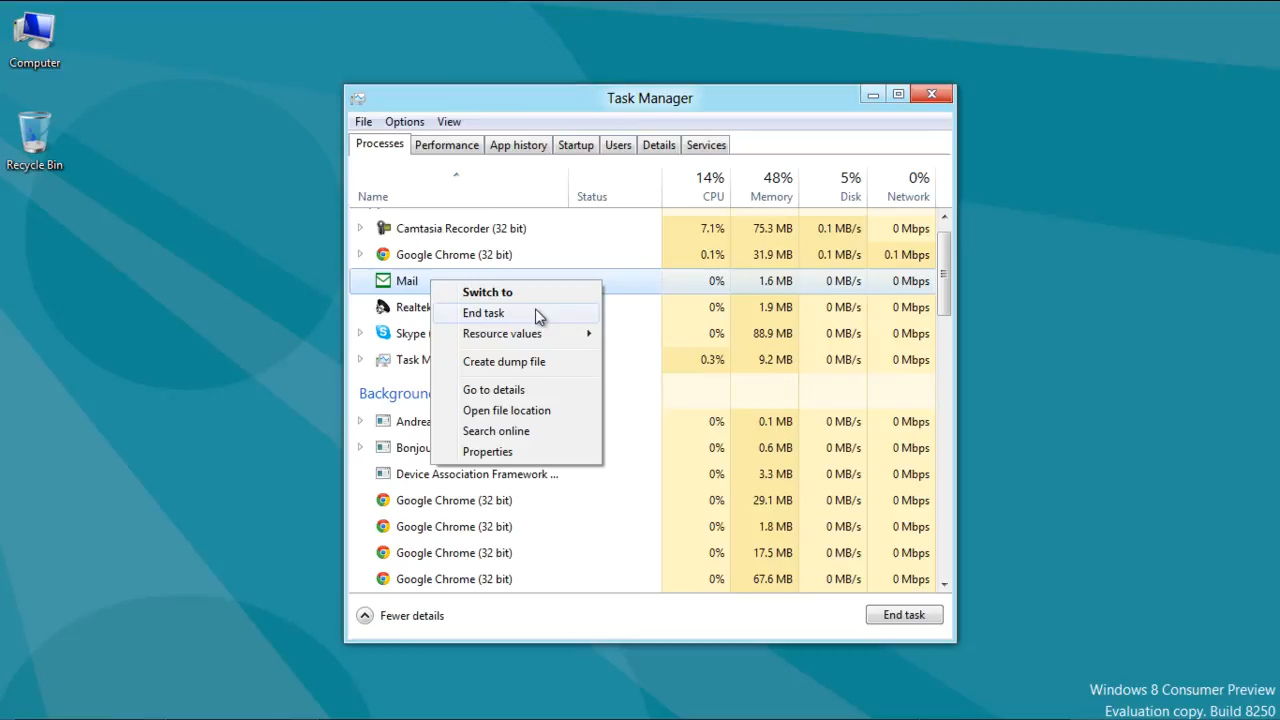 Computer
Recycle Bin
Task Manager
File Options View
Processes Performance App history Startup Users Details Services
14% 48% 5% 0%
Name Status CPU Memory Disk Network
Camtasia Recorder (32 bit) 7.1% 75.3 MB 0.1 MB/s 0 Mbps
Google Chrome (32 bit) 0.1% 31.9 MB 0 MB/s 0.1 Mbps
Mail 0% 1.6 MB 0 MB/s 0 Mbps
Realtek 0% 1.9 MB 0 MB/s 0 Mbps
Skype ( 0% 88.9 MB 0 MB/s 0 Mbps
Task M 0.3% 9.2 MB 0 MB/s 0 Mbps
Switch to
End task
Resource values
Create dump file
Go to details
Open file location
Search online
Properties
Background
Andrea 0% 0.1 MB 0 MB/s 0 Mbps
Bonjou 0% 0.6 MB 0 MB/s 0 Mbps
Device Association Framework ... 0% 3.3 MB 0 MB/s 0 Mbps
Google Chrome (32 bit) 0% 29.1 MB 0 MB/s 0 Mbps
Google Chrome (32 bit) 0% 1.8 MB 0 MB/s 0 Mbps
Google Chrome (32 bit) 0% 17.5 MB 0 MB/s 0 Mbps
Google Chrome (32 bit) 0% 67.6 MB 0 MB/s 0 Mbps
Fewer details
End task
Windows 8 Consumer Preview
Evaluation copy. Build 8250